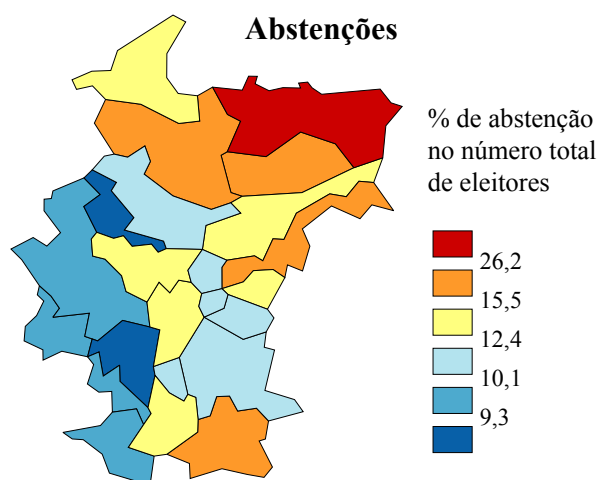 Abstenções
% de abstenção
no número total
de eleitores
26,2
15,5
12,4
10,1
9,3